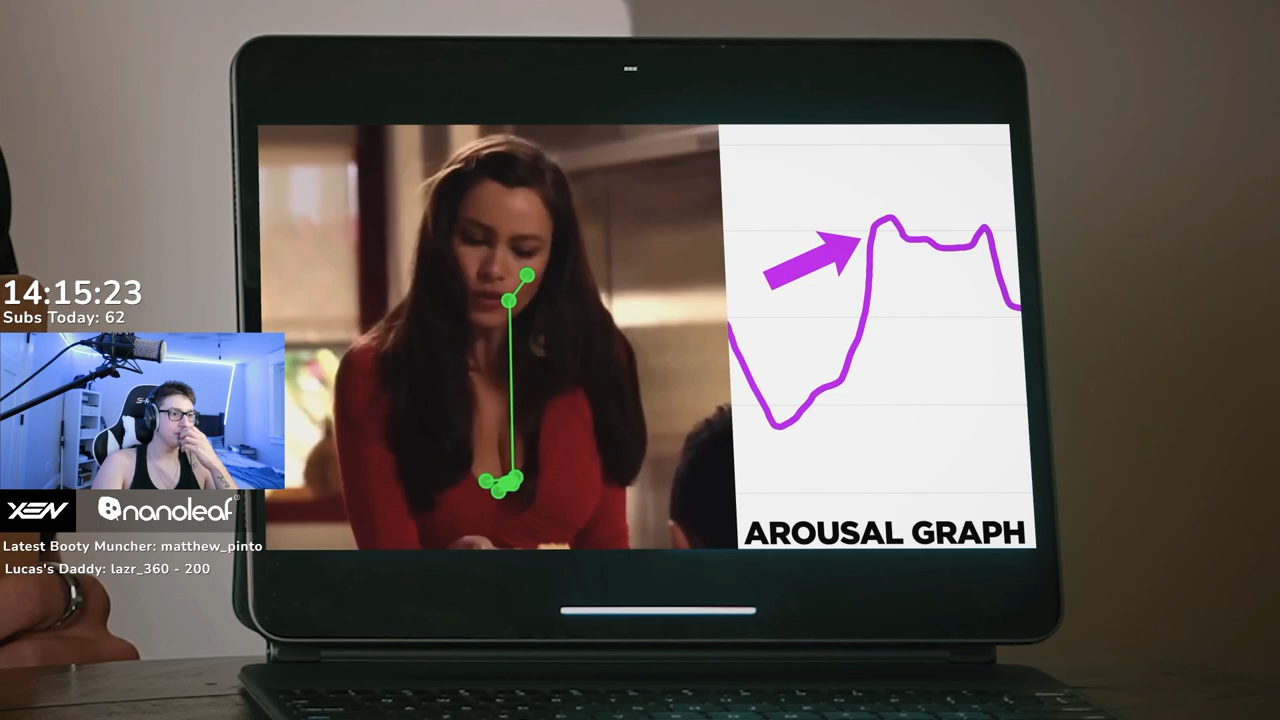 14:15:23
Subs Today: 62
XEN
nanoleaf®
Latest Booty Muncher: matthew_pinto
Lucas's Daddy: lazr_360 - 200
AROUSAL GRAPH